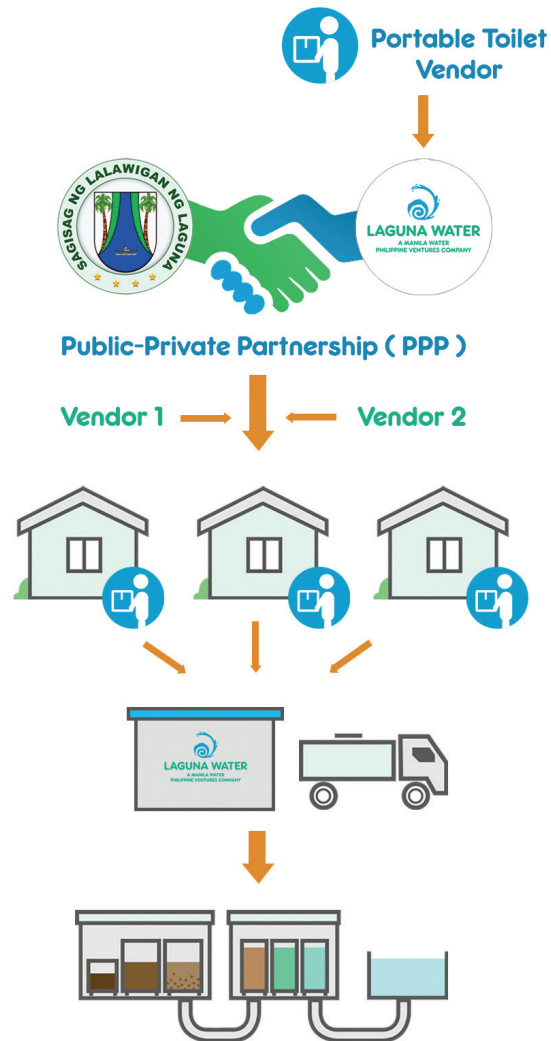 Portable Toilet
Vendor
SAGISAG NG LALAWIGAN NG LAGUNA
LAGUNA WATER
A MANILA WATER
PHILIPPINE VENTURES COMPANY
Public-Private Partnership ( PPP )
Vendor 1
Vendor 2
LAGUNA WATER
A MANILA WATER
PHILIPPINE VENTURES COMPANY